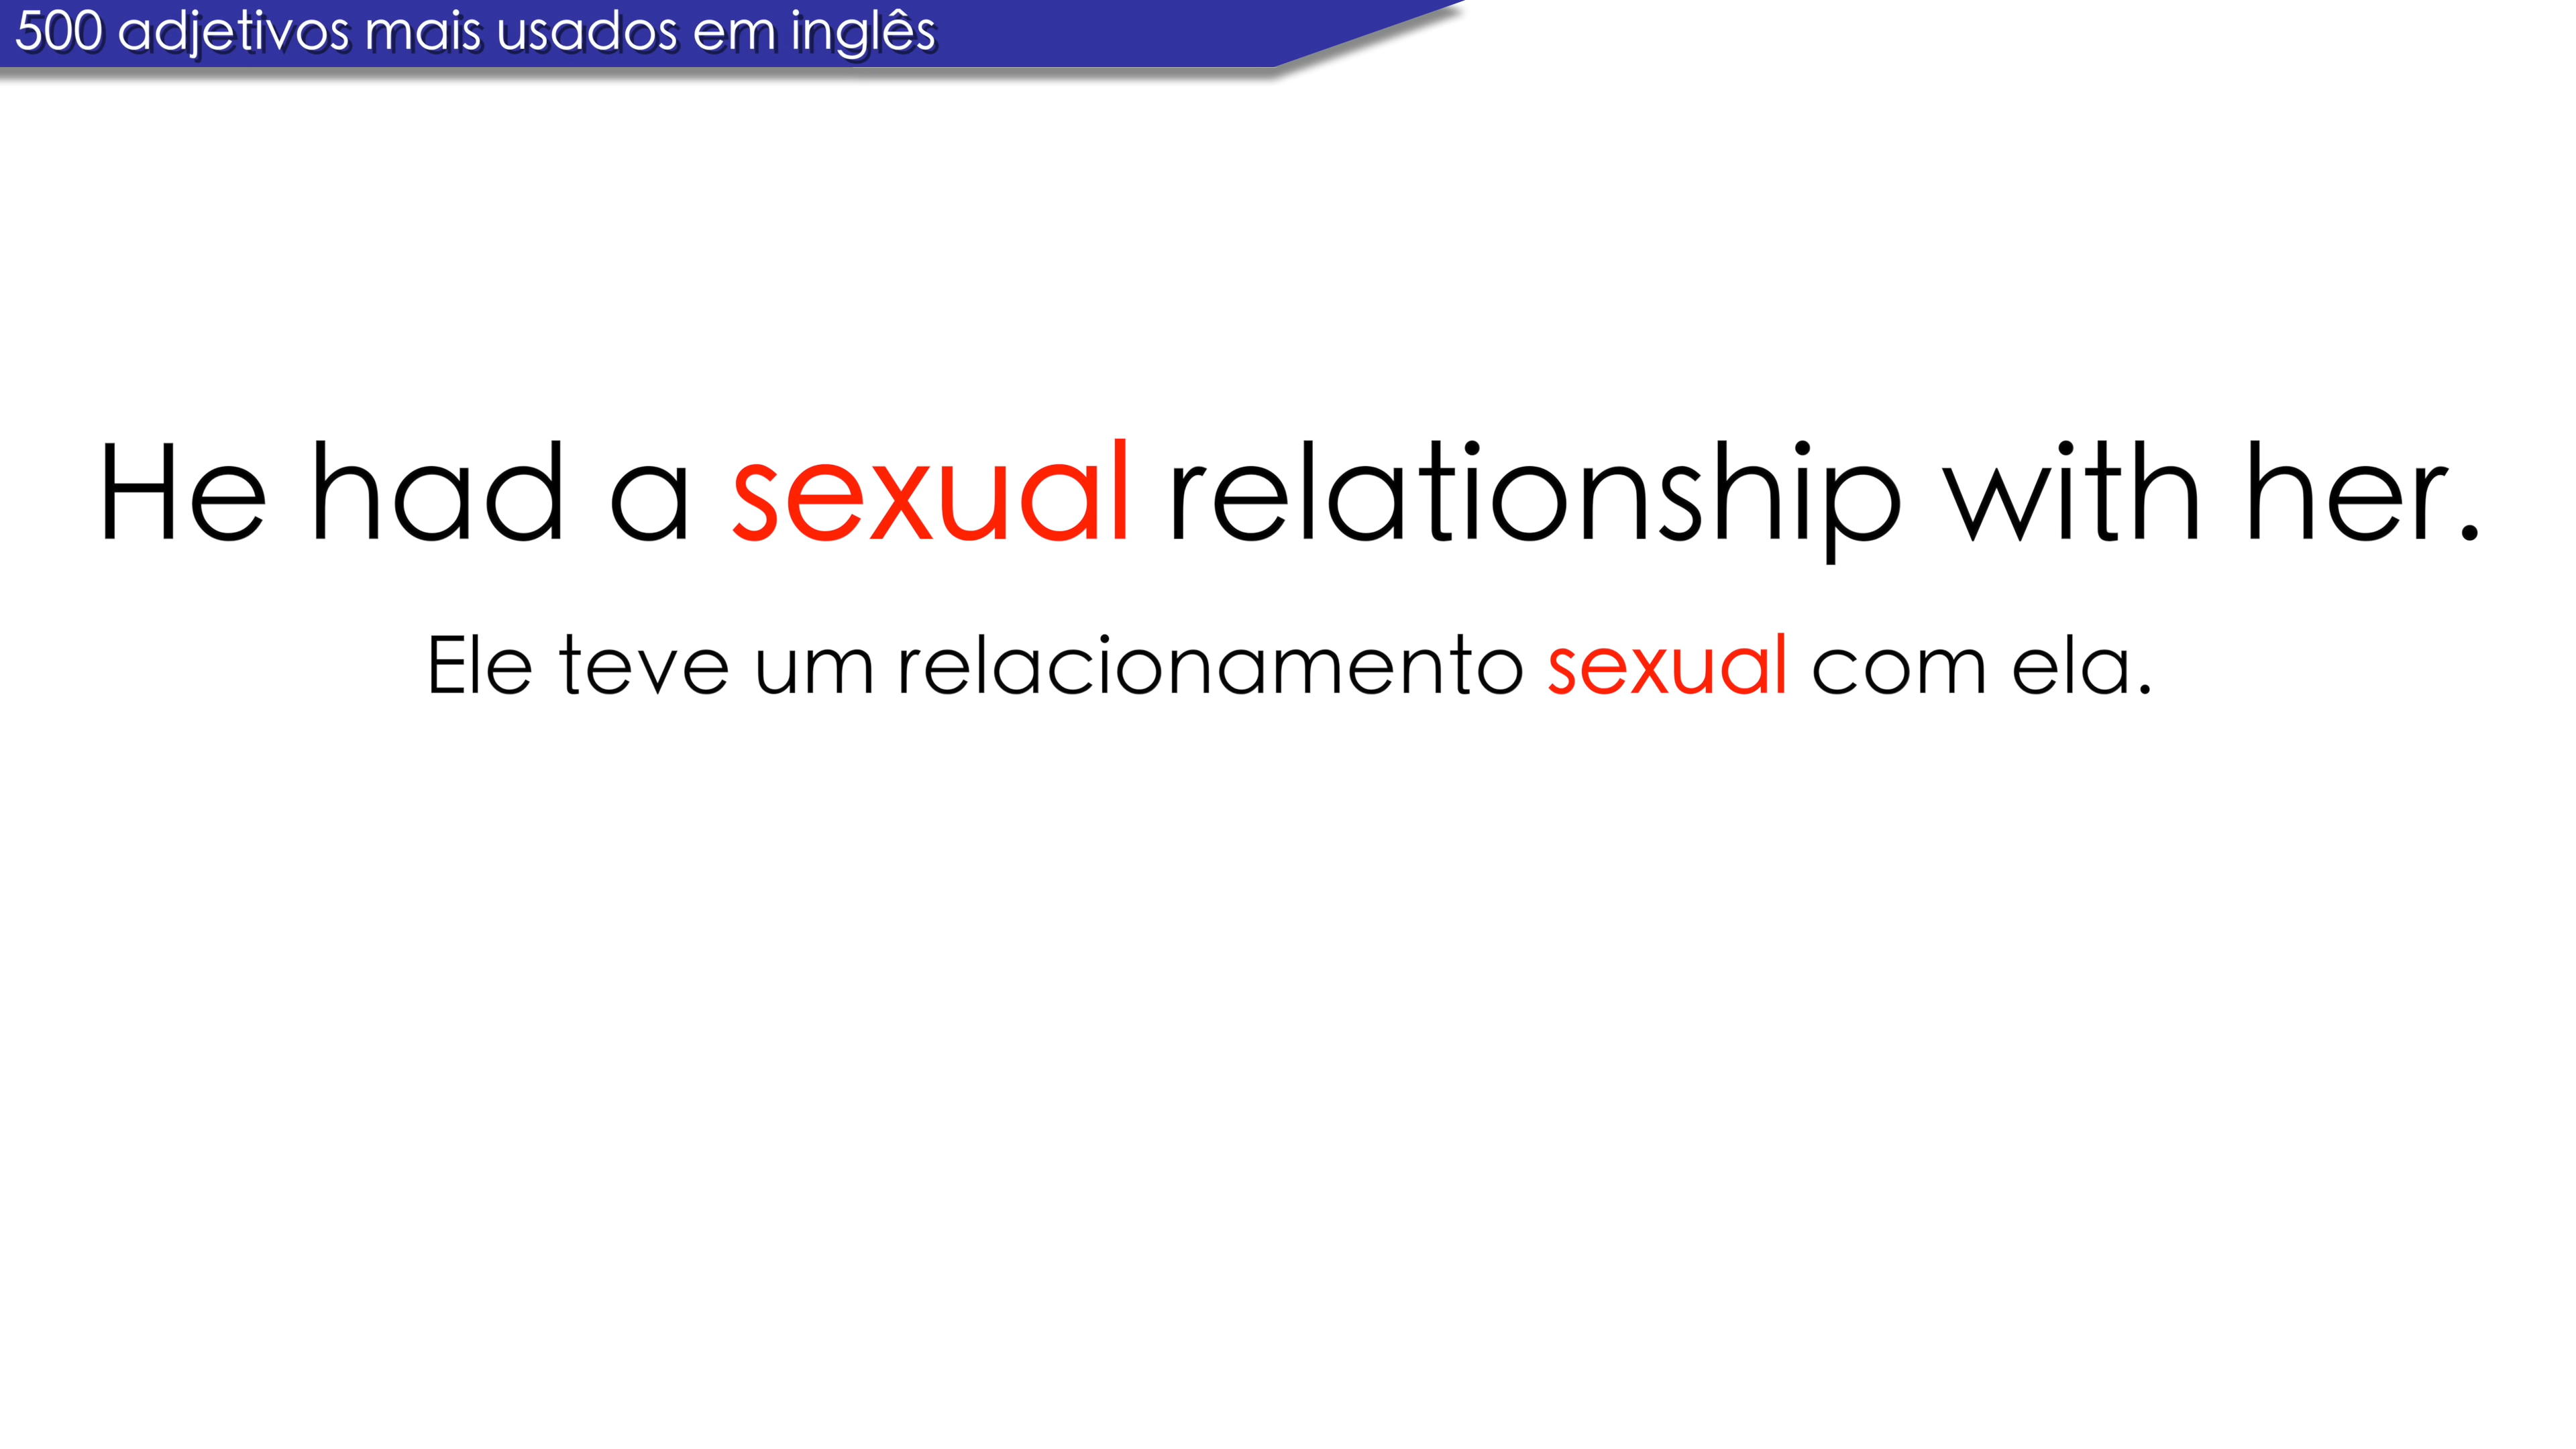 500 adjetivos mais usados em inglês
He had a sexual relationship with her.
Ele teve um relacionamento sexual com ela.